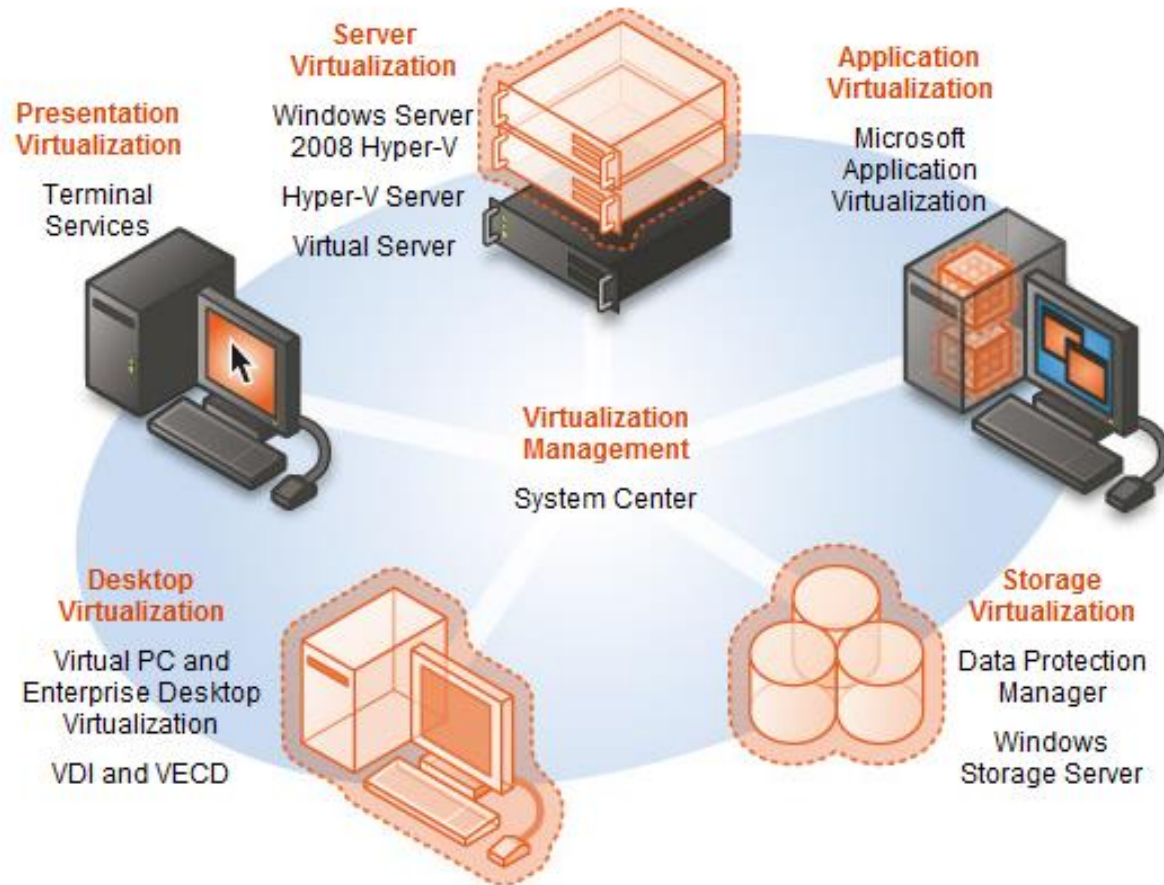 Server
Virtualization
Windows Server
2008 Hyper-V
Hyper-V Server
Virtual Server
Application
Virtualization
Microsoft
Application
Virtualization
Presentation
Virtualization
Terminal
Services
Virtualization
Management
System Center
Desktop
Virtualization
Virtual PC and
Enterprise Desktop
Virtualization
VDI and VECD
Storage
Virtualization
Data Protection
Manager
Windows
Storage Server